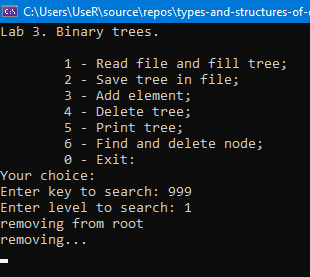 C:\Users\UseR\source\repos\types-and-structures-of-
Lab 3. Binary trees.
1 - Read file and fill tree;
2 - Save tree in file;
3 - Add element;
4 - Delete tree;
5 - Print tree;
6 - Find and delete node;
0 - Exit:
Your choice:
Enter key to search: 999
Enter level to search: 1
removing from root
removing...